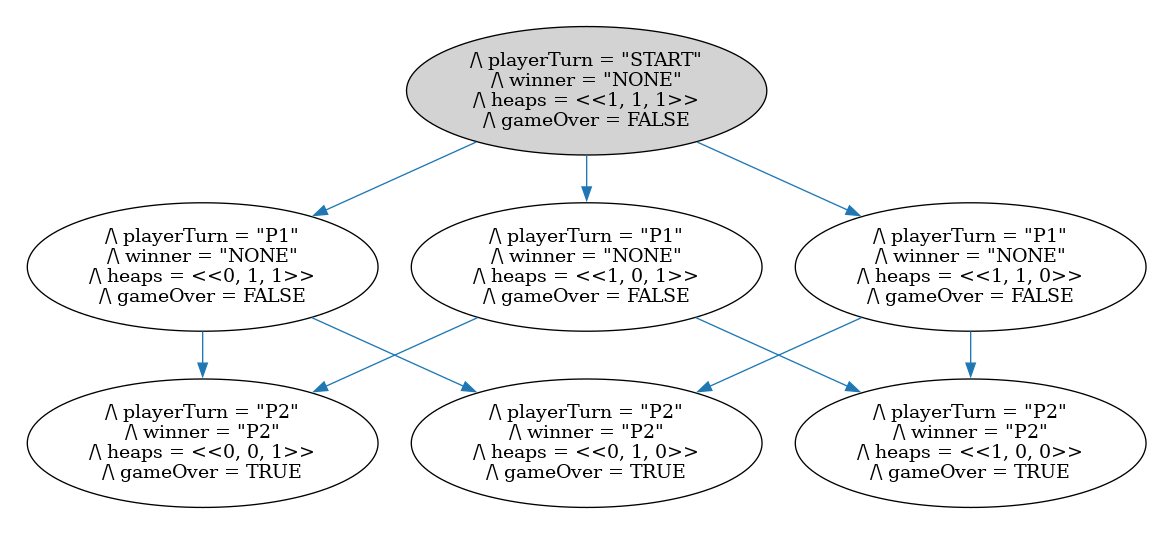 /\ playerTurn = "START"
/\ winner = "NONE"
/\ heaps = <<1, 1, 1>>
/\ gameOver = FALSE
/\ playerTurn = "P1"
/\ winner = "NONE"
/\ heaps = <<0, 1, 1>>
/\ gameOver = FALSE
/\ playerTurn = "P1"
/\ winner = "NONE"
/\ heaps = <<1, 0, 1>>
/\ gameOver = FALSE
/\ playerTurn = "P1"
/\ winner = "NONE"
/\ heaps = <<1, 1, 0>>
/\ gameOver = FALSE
/\ playerTurn = "P2"
/\ winner = "P2"
/\ heaps = <<0, 0, 1>>
/\ gameOver = TRUE
/\ playerTurn = "P2"
/\ winner = "P2"
/\ heaps = <<0, 1, 0>>
/\ gameOver = TRUE
/\ playerTurn = "P2"
/\ winner = "P2"
/\ heaps = <<1, 0, 0>>
/\ gameOver = TRUE